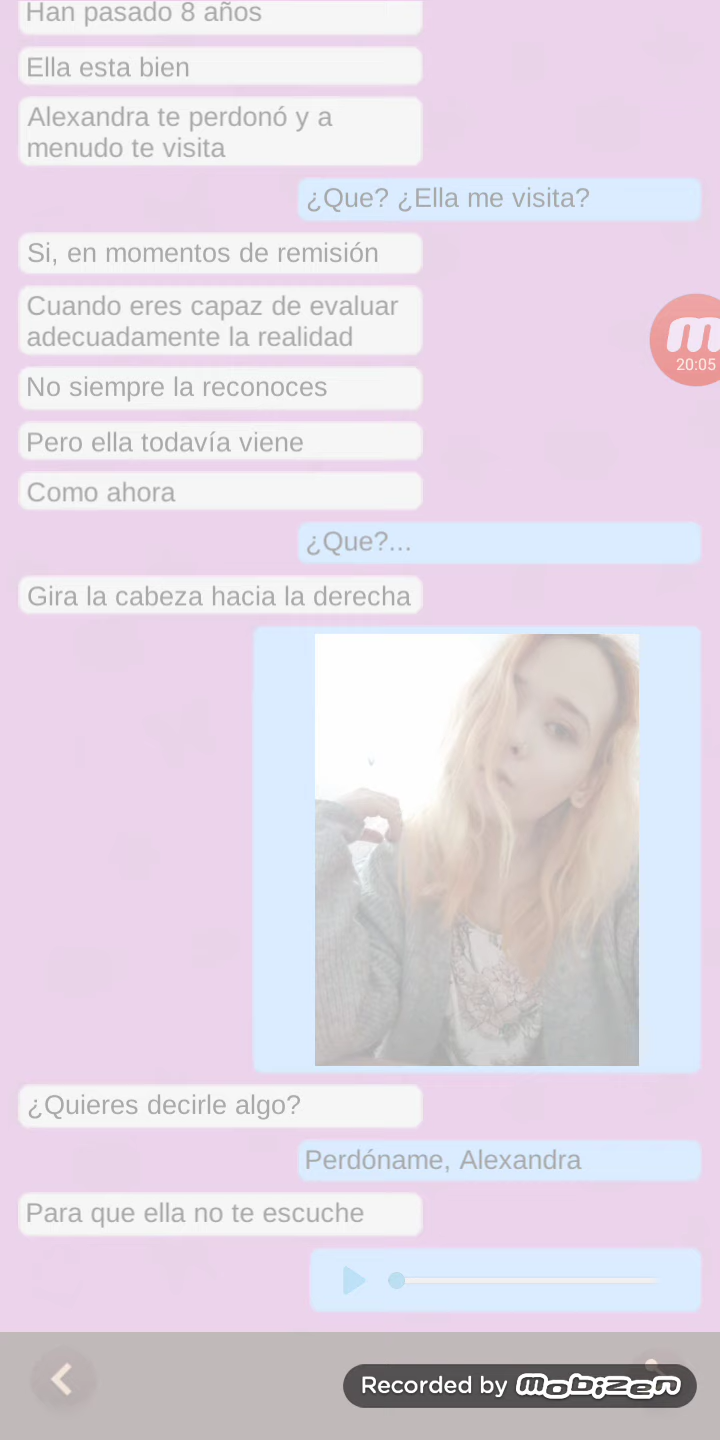 Han pasado 8 años
Ella esta bien
Alexandra te perdonó y a
menudo te visita
¿Que? ¿Ella me visita?
Si, en momentos de remisión
Cuando eres capaz de evaluar
adecuadamente la realidad
No siempre la reconoces
Pero ella todavía viene
Como ahora
¿Que?...
Gira la cabeza hacia la derecha
¿Quieres decirle algo?
Perdóname, Alexandra
Para que ella no te escuche
m
20:05
Recorded by mobizen